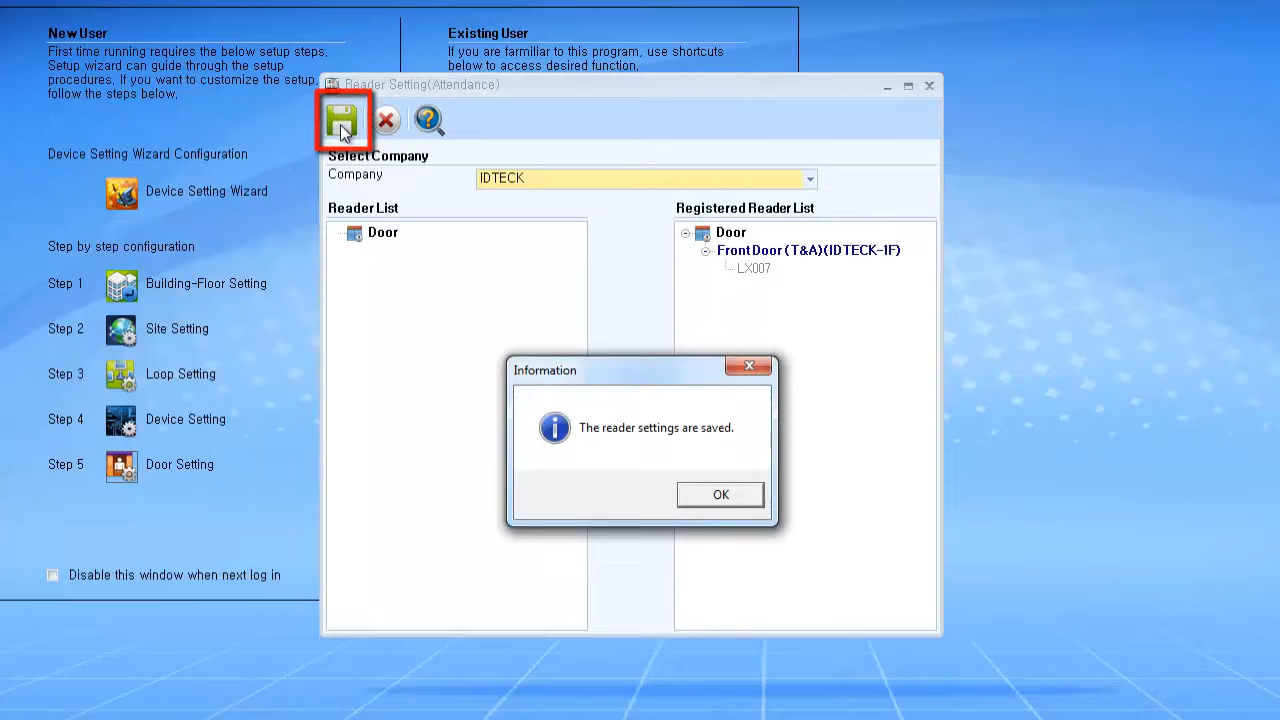 New User
First time running requires the below setup steps.
Setup wizard can guide through the setup
procedures. If you want to customize the setup,
follow the steps below.
Device Setting Wizard Configuration
Device Setting Wizard
Step by step configuration
Step 1 Building-Floor Setting
Step 2 Site Setting
Step 3 Loop Setting
Step 4 Device Setting
Step 5 Door Setting
Disable this window when next log in
Existing User
If you are farmiliar to this program, use shortcuts
below to access desired function.
Reader Setting(Attendance)
Select Company
Company IDTECK
Reader List
Door
Registered Reader List
Door
Front Door (T&A)(IDTECK-1F)
LX007
Information
The reader settings are saved.
OK